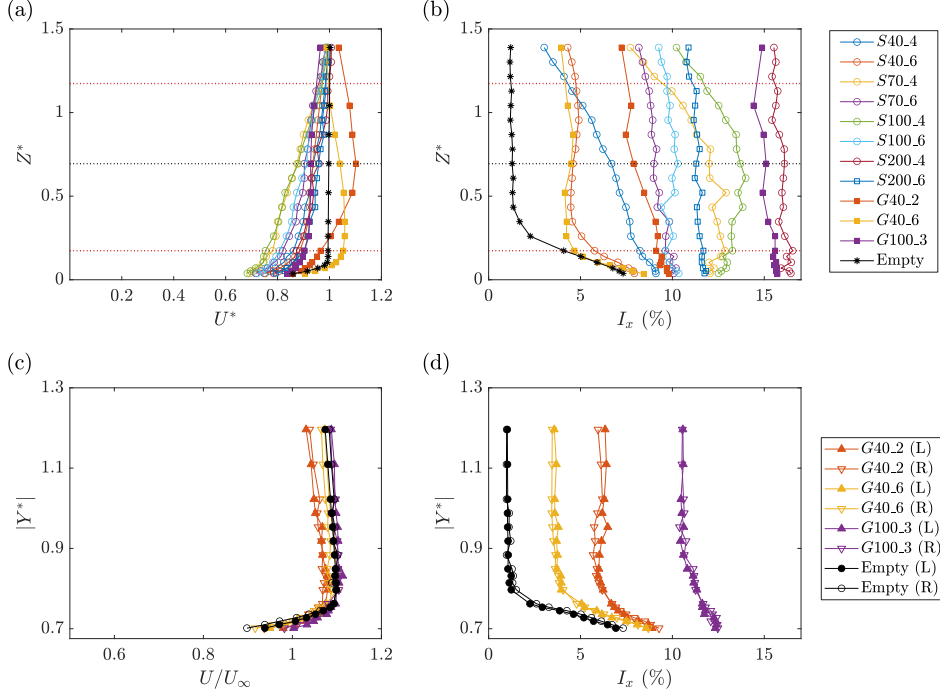 (a)
1.5
1
0.5
0
Z*
0.2 0.4 0.6 0.8 1 1.2
U*
(b)
1.5
1
0.5
0
Z*
0 5 10 15
I_x (%)
S40_4
S40_6
S70_4
S70_6
S100_4
S100_6
S200_4
S200_6
G40_2
G40_6
G100_3
Empty
(c)
1.3
1.1
0.9
0.7
|Y*|
0.6 0.8 1 1.2
U/U_∞
(d)
1.3
1.1
0.9
0.7
|Y*|
0 5 10 15
I_x (%)
G40_2 (L)
G40_2 (R)
G40_6 (L)
G40_6 (R)
G100_3 (L)
G100_3 (R)
Empty (L)
Empty (R)